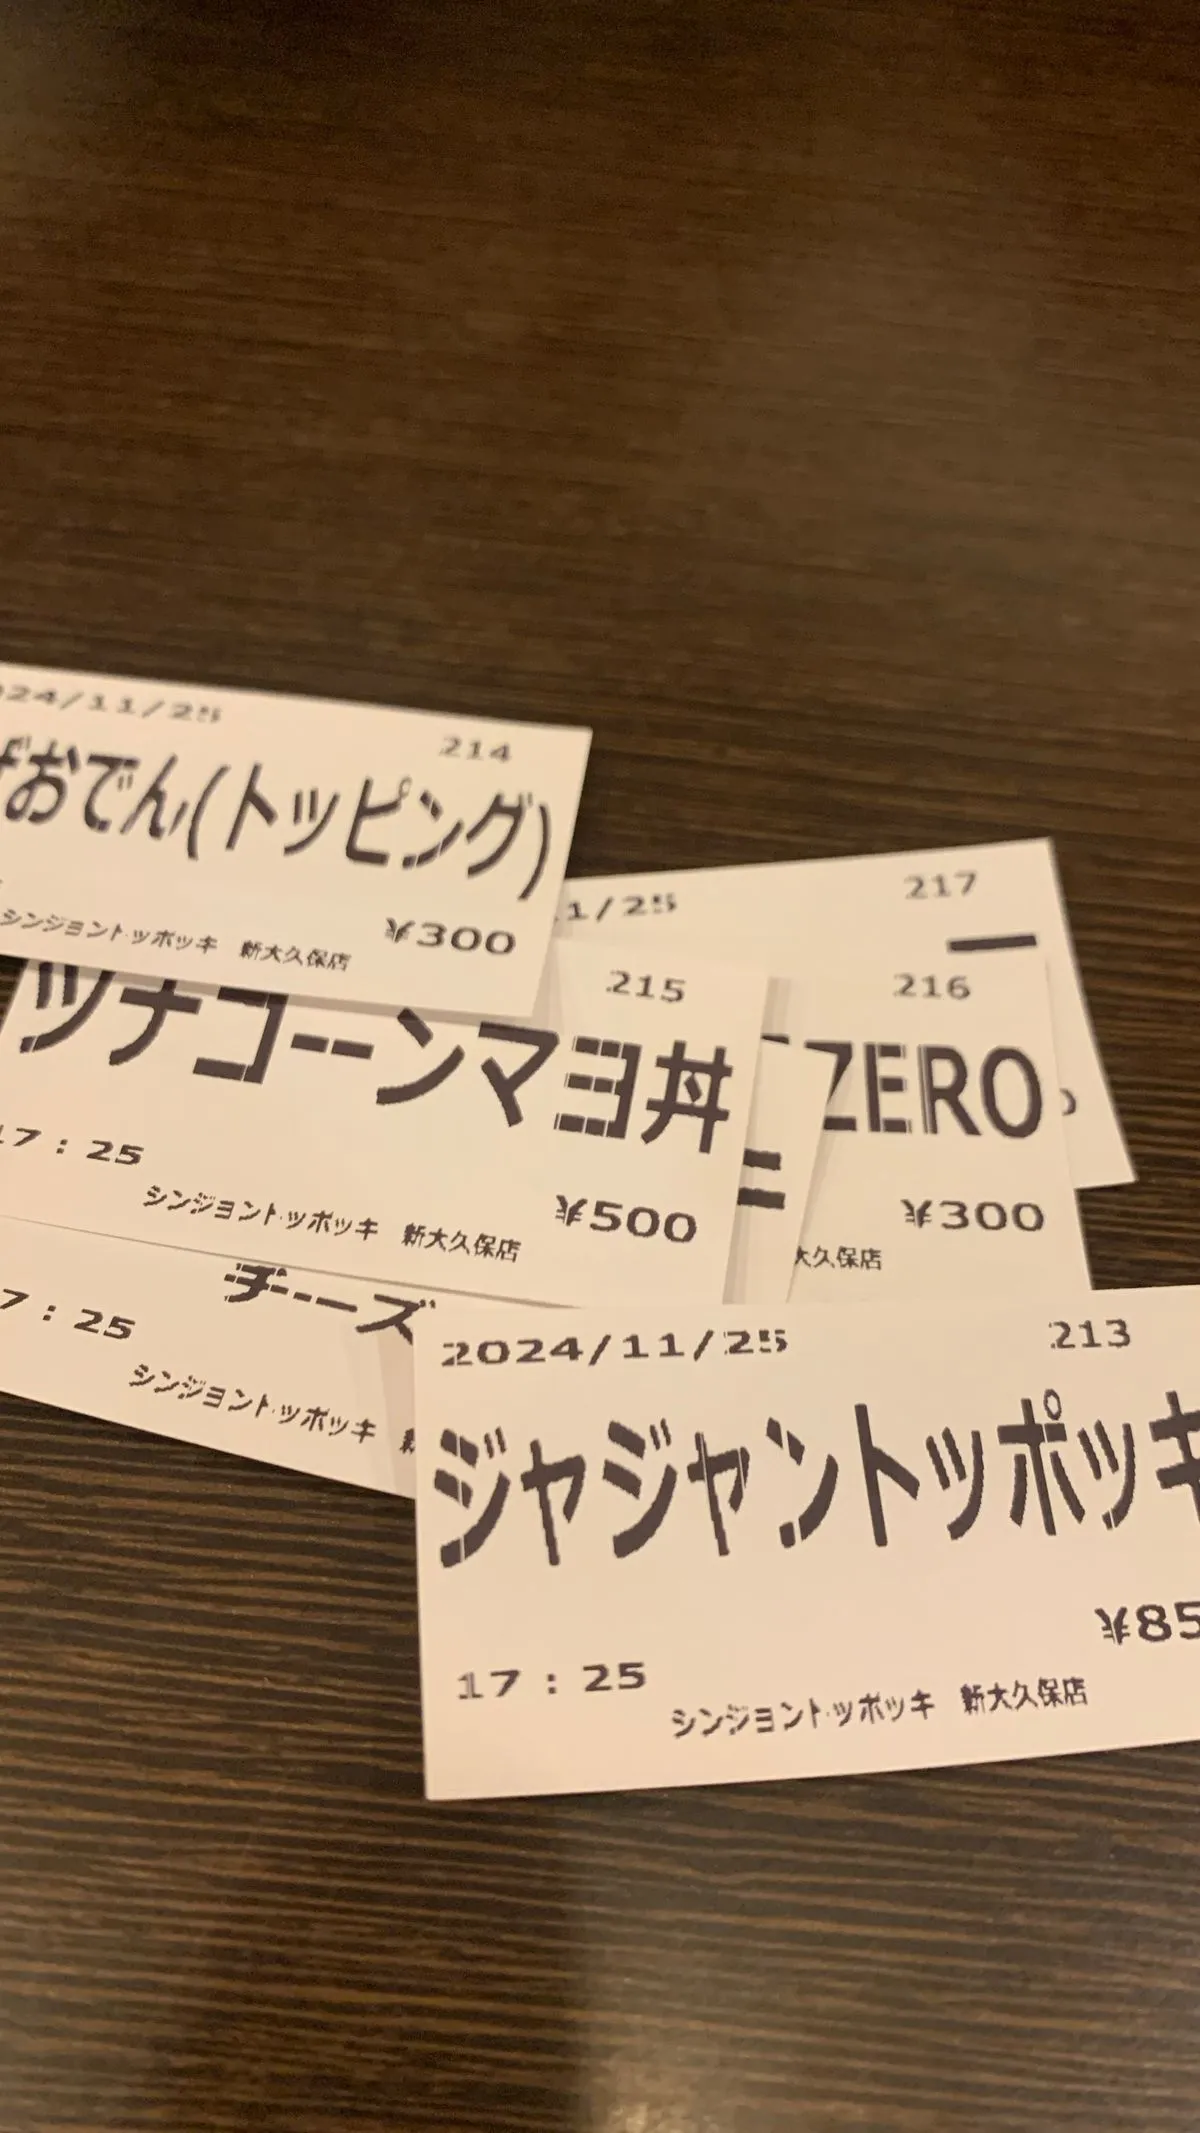 024/11/25
214
おでん(トッピング)
¥300
シンジョントッポッキ 新大久保店
1/25
217
215
ツナコーンマヨ丼
17:25
¥500
シンジョントッポッキ 新大久保店
216
ZERO
¥300
大久保店
チーズ
7:25
シンジョントッポッキ
2024/11/25
213
ジャジャントッポッキ
¥85
17:25
シンジョントッポッキ 新大久保店